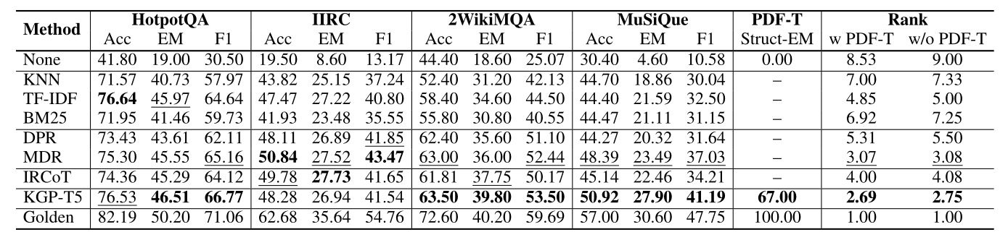 Method HotpotQA IIRC 2WikiMQA MuSiQue PDF-T Rank
Acc EM F1 Acc EM F1 Acc EM F1 Acc EM F1 Struct-EM w PDF-T w/o PDF-T
None 41.80 19.00 30.50 19.50 8.60 13.17 44.40 18.60 25.07 30.40 4.60 10.58 0.00 8.53 9.00
KNN 71.57 40.73 57.97 43.82 25.15 37.24 52.40 31.20 42.13 44.70 18.86 30.04 – 7.00 7.33
TF-IDF 76.64 45.97 64.64 47.47 27.22 40.80 58.40 34.60 44.50 44.40 21.59 32.50 – 4.85 5.00
BM25 71.95 41.46 59.73 41.93 23.48 35.55 55.80 30.80 40.55 44.47 21.11 31.15 – 6.92 7.25
DPR 73.43 43.61 62.11 48.11 26.89 41.85 62.40 35.60 51.10 44.27 20.32 31.64 – 5.31 5.50
MDR 75.30 45.55 65.16 50.84 27.52 43.47 63.00 36.00 52.44 48.39 23.49 37.03 – 3.07 3.08
IRCoT 74.36 45.29 64.12 49.78 27.73 41.65 61.81 37.75 50.17 45.14 22.46 34.21 – 4.00 4.08
KGP-T5 76.53 46.51 66.77 48.28 26.94 41.54 63.50 39.80 53.50 50.92 27.90 41.19 67.00 2.69 2.75
Golden 82.19 50.20 71.06 62.68 35.64 54.76 72.60 40.20 59.69 57.00 30.60 47.75 100.00 1.00 1.00